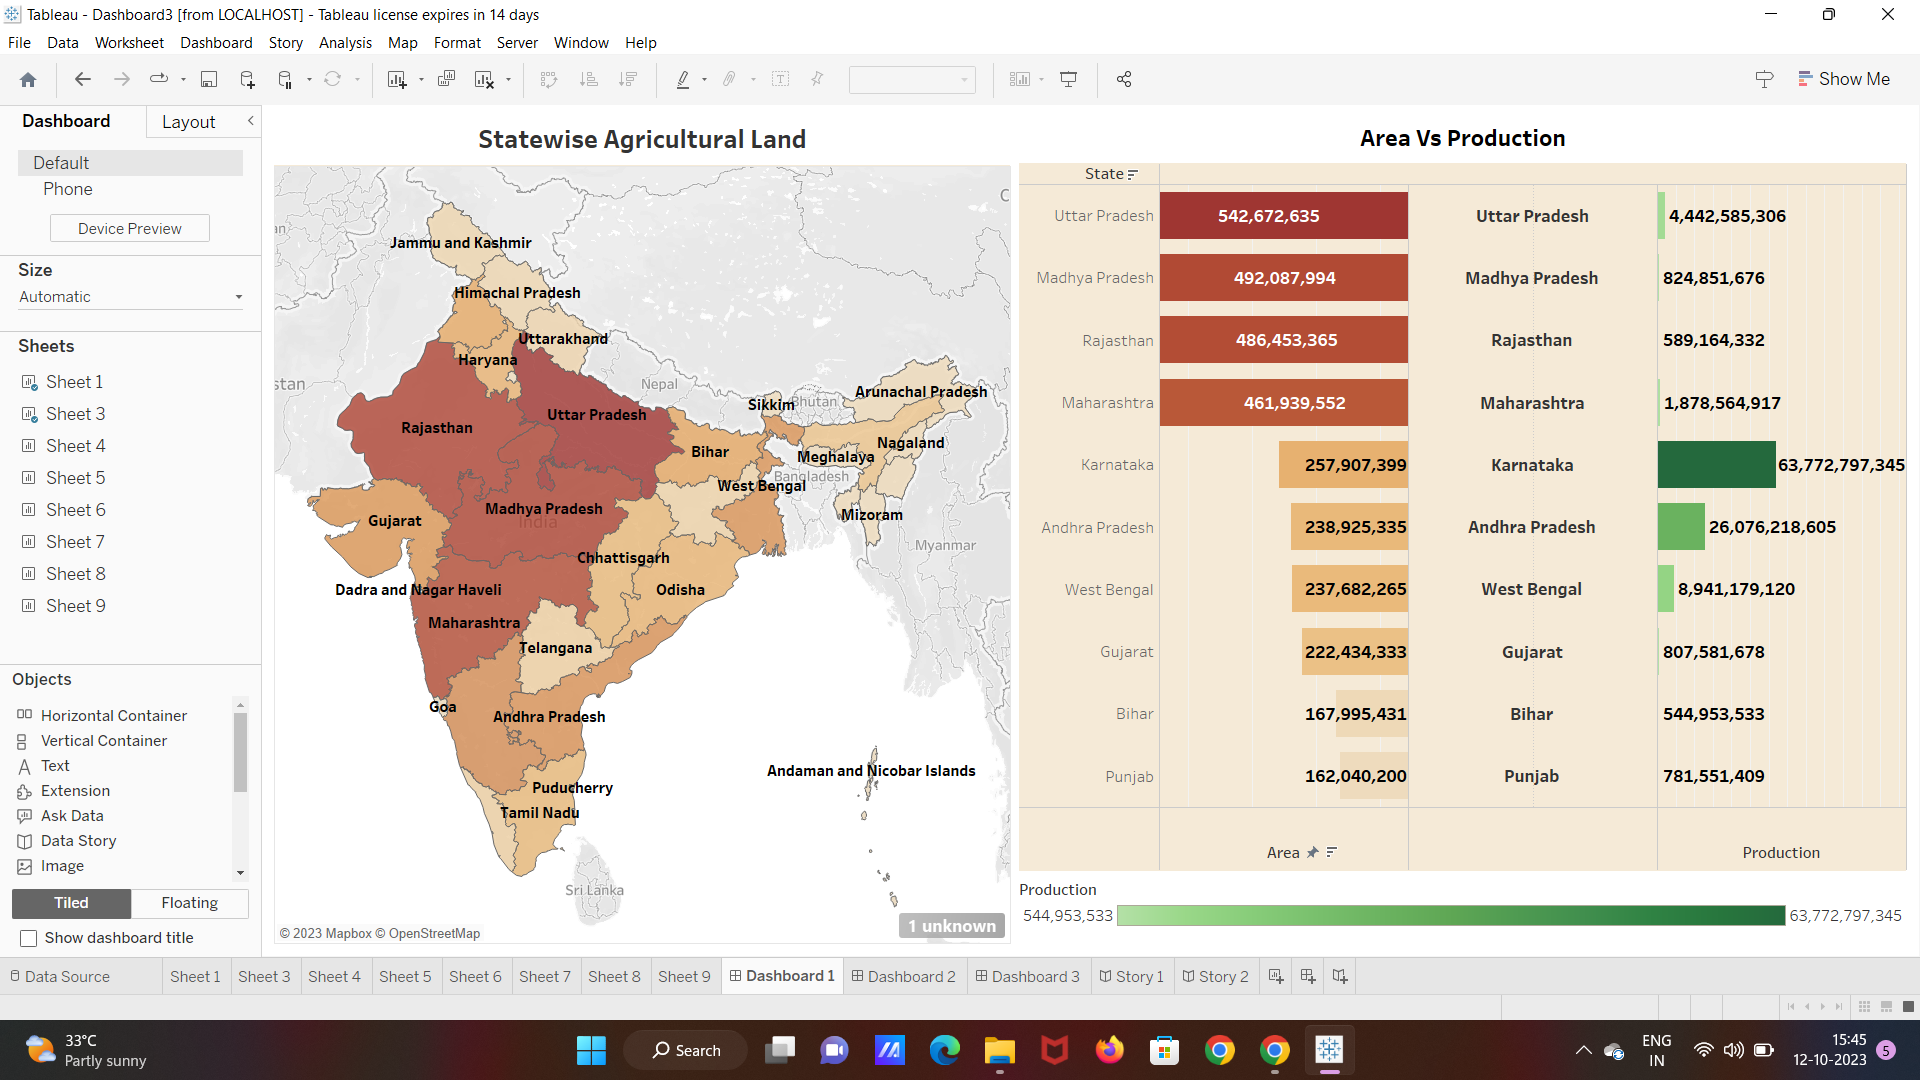 Tableau - Dashboard3 [from LOCALHOST] - Tableau license expires in 14 days
File Data Worksheet Dashboard Story Analysis Map Format Server Window Help
Show Me
Dashboard Layout
Default
Phone
Device Preview
Size
Automatic
Sheets
Sheet 1
Sheet 3
Sheet 4
Sheet 5
Sheet 6
Sheet 7
Sheet 8
Sheet 9
Objects
Horizontal Container
Vertical Container
Text
Extension
Ask Data
Data Story
Image
Tiled Floating
Show dashboard title
Statewise Agricultural Land
Jammu and Kashmir
Himachal Pradesh
Uttarakhand
Haryana
stan
Nepal
Arunachal Pradesh
Sikkim
Bhutan
Uttar Pradesh
Rajasthan
Nagaland
Bihar
Meghalaya
Bangladesh
West Bengal
Madhya Pradesh
Mizoram
Gujarat
India
Myanmar
Chhattisgarh
Dadra and Nagar Haveli
Odisha
Maharashtra
Telangana
Goa
Andhra Pradesh
Andaman and Nicobar Islands
Puducherry
Tamil Nadu
Sri Lanka
© 2023 Mapbox © OpenStreetMap
1 unknown
Area Vs Production
State
Uttar Pradesh 542,672,635 Uttar Pradesh 4,442,585,306
Madhya Pradesh 492,087,994 Madhya Pradesh 824,851,676
Rajasthan 486,453,365 Rajasthan 589,164,332
Maharashtra 461,939,552 Maharashtra 1,878,564,917
Karnataka 257,907,399 Karnataka 63,772,797,345
Andhra Pradesh 238,925,335 Andhra Pradesh 26,076,218,605
West Bengal 237,682,265 West Bengal 8,941,179,120
Gujarat 222,434,333 Gujarat 807,581,678
Bihar 167,995,431 Bihar 544,953,533
Punjab 162,040,200 Punjab 781,551,409
Area Production
Production
544,953,533 63,772,797,345
Data Source Sheet 1 Sheet 3 Sheet 4 Sheet 5 Sheet 6 Sheet 7 Sheet 8 Sheet 9 Dashboard 1 Dashboard 2 Dashboard 3 Story 1 Story 2
33°C
Partly sunny
Search
ENG
IN
15:45
12-10-2023
5